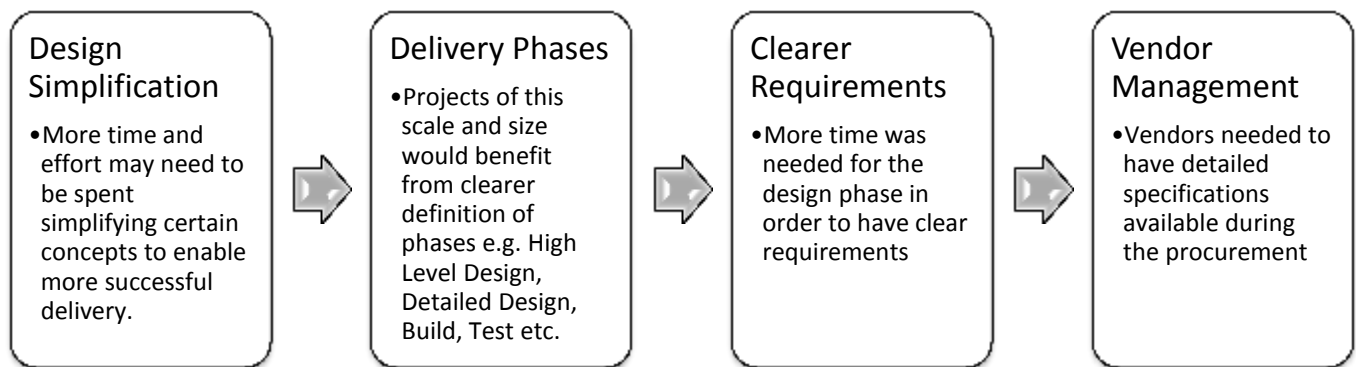 Design
Simplification
•More time and
effort may need to
be spent
simplifying certain
concepts to enable
more successful
delivery.
Delivery Phases
•Projects of this
scale and size
would benefit
from clearer
definition of
phases e.g. High
Level Design,
Detailed Design,
Build, Test etc.
Clearer
Requirements
•More time was
needed for the
design phase in
order to have clear
requirements
Vendor
Management
•Vendors needed to
have detailed
specifications
available during
the procurement